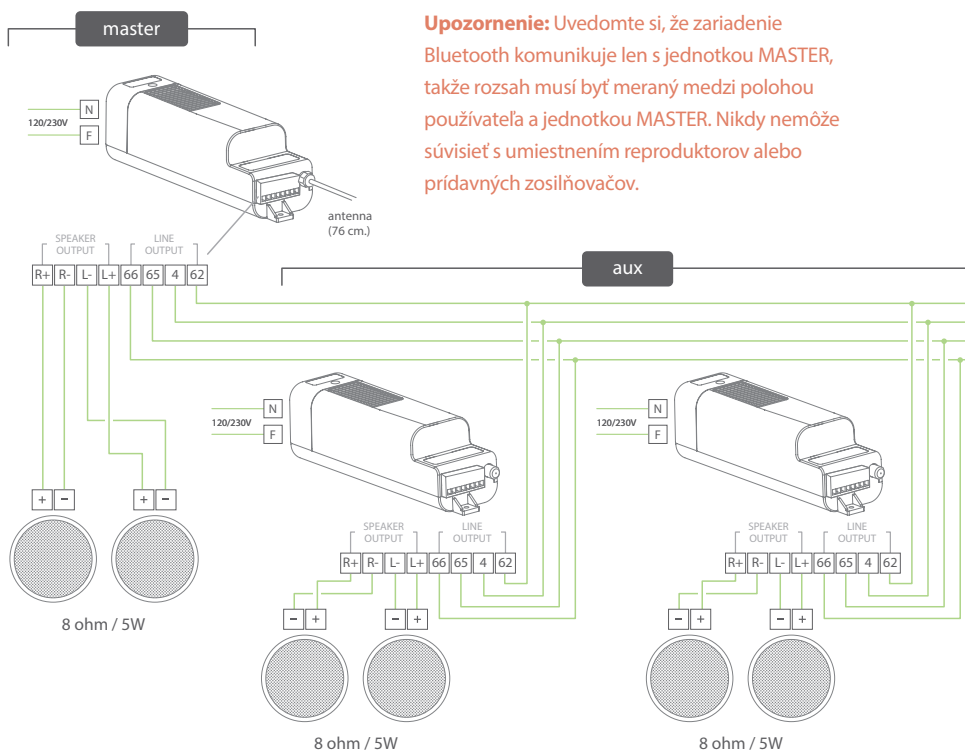 master
Upozornenie: Uvedomte si, že zariadenie
Bluetooth komunikuje len s jednotkou MASTER,
takže rozsah musí byť meraný medzi polohou
používateľa a jednotkou MASTER. Nikdy nemôže
súvisieť s umiestnením reproduktorov alebo
prídavných zosilňovačov.
N
120/230V
F
antenna
(76 cm.)
SPEAKER OUTPUT LINE OUTPUT
R+ R- L- L+ 66 65 4 62
aux
N
120/230V
F
N
120/230V
F
+ − + −
8 ohm / 5W
SPEAKER OUTPUT LINE OUTPUT
R+ R- L- L+ 66 65 4 62
− + − +
8 ohm / 5W
SPEAKER OUTPUT LINE OUTPUT
R+ R- L- L+ 66 65 4 62
− + − +
8 ohm / 5W